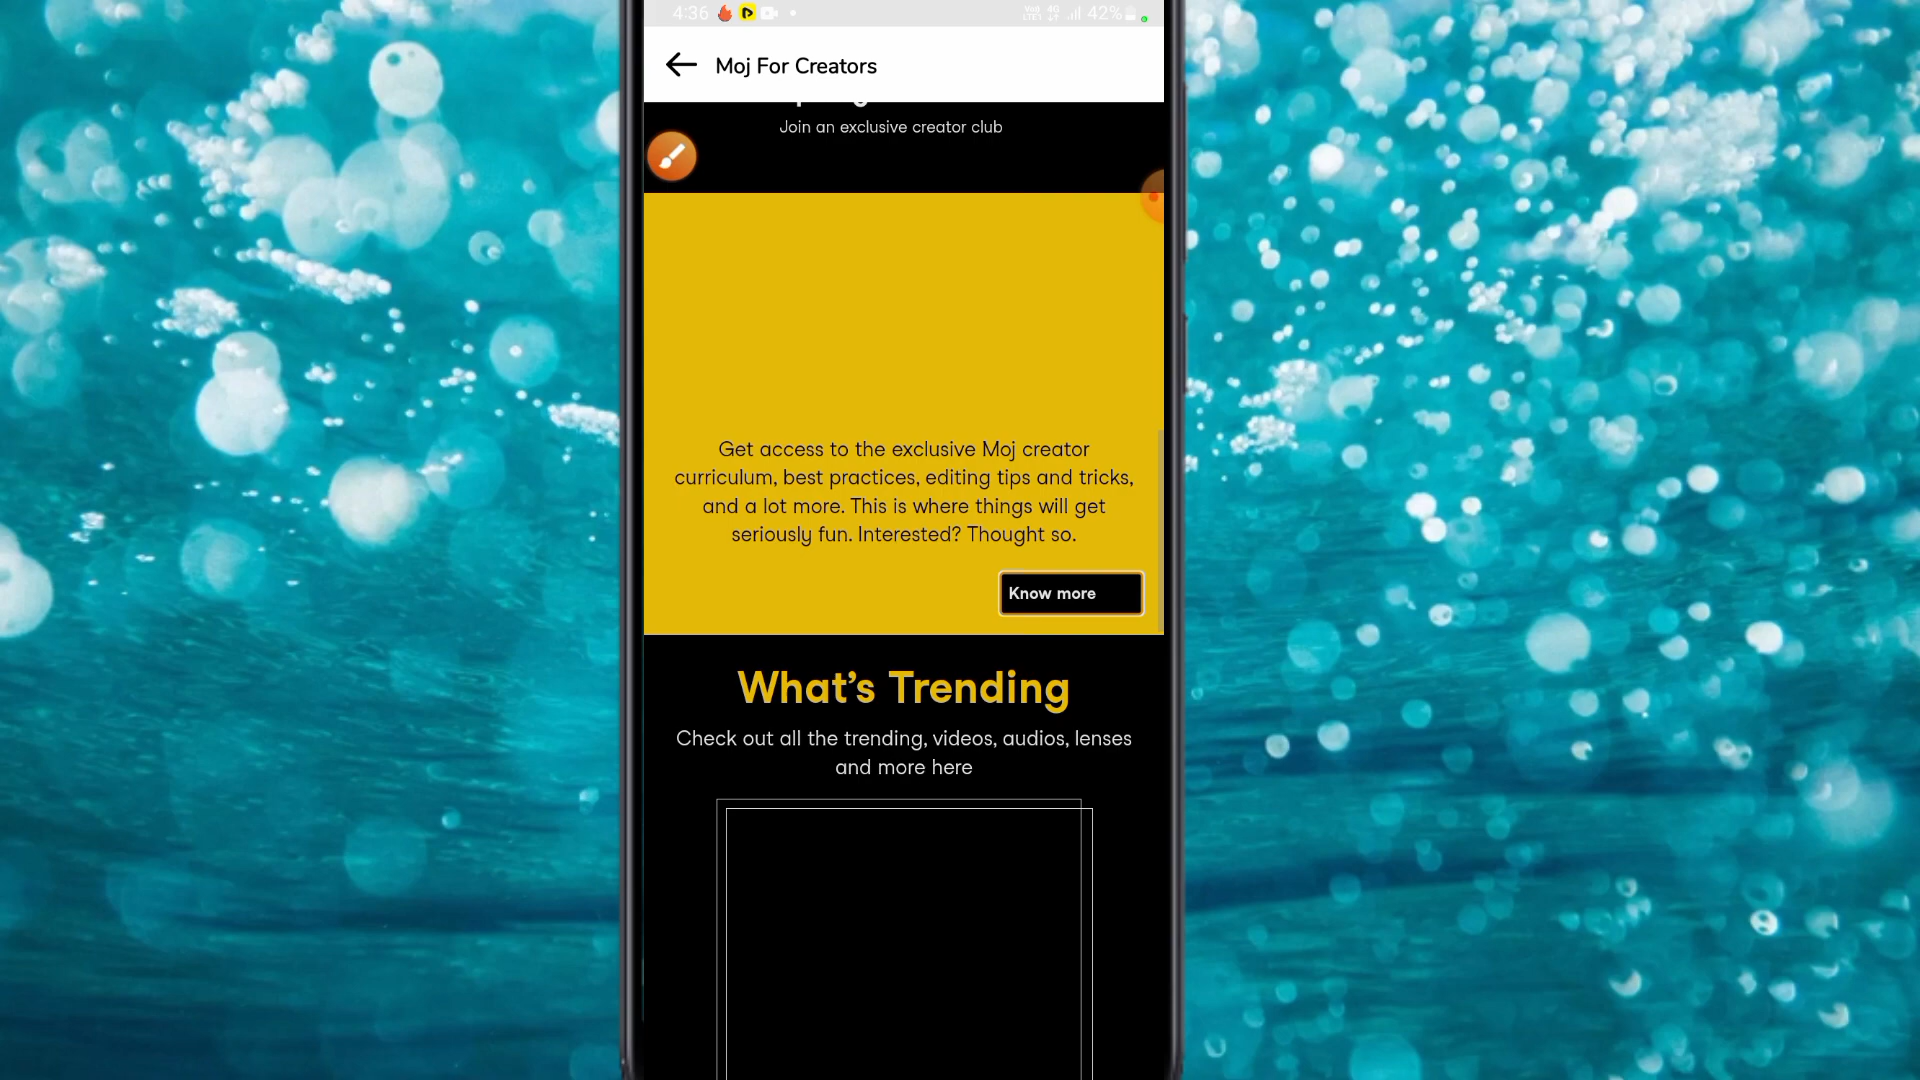 4:36
4G
42%
Moj For Creators
Join an exclusive creator club
Get access to the exclusive Moj creator
curriculum, best practices, editing tips and tricks,
and a lot more. This is where things will get
seriously fun. Interested? Thought so.
Know more
What's Trending
Check out all the trending, videos, audios, lenses
and more here